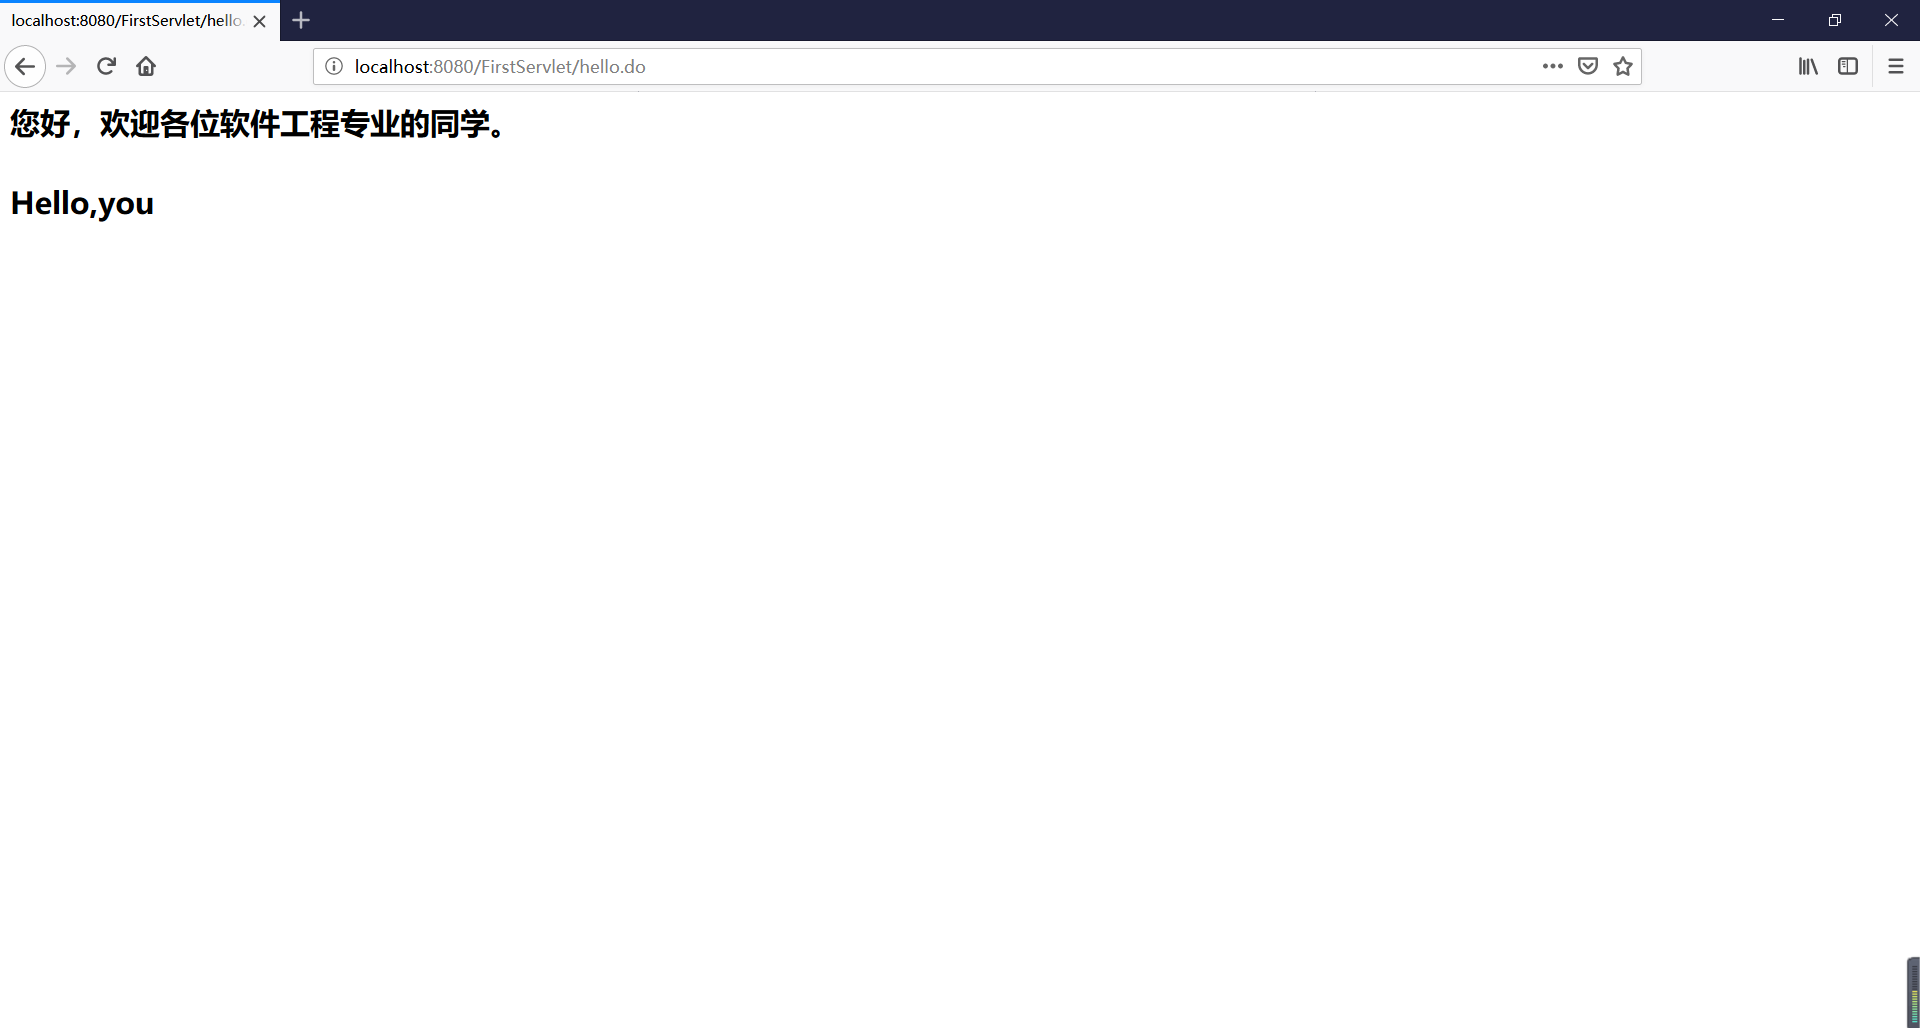 localhost:8080/FirstServlet/hello.
localhost:8080/FirstServlet/hello.do
您好，欢迎各位软件工程专业的同学。
Hello,you